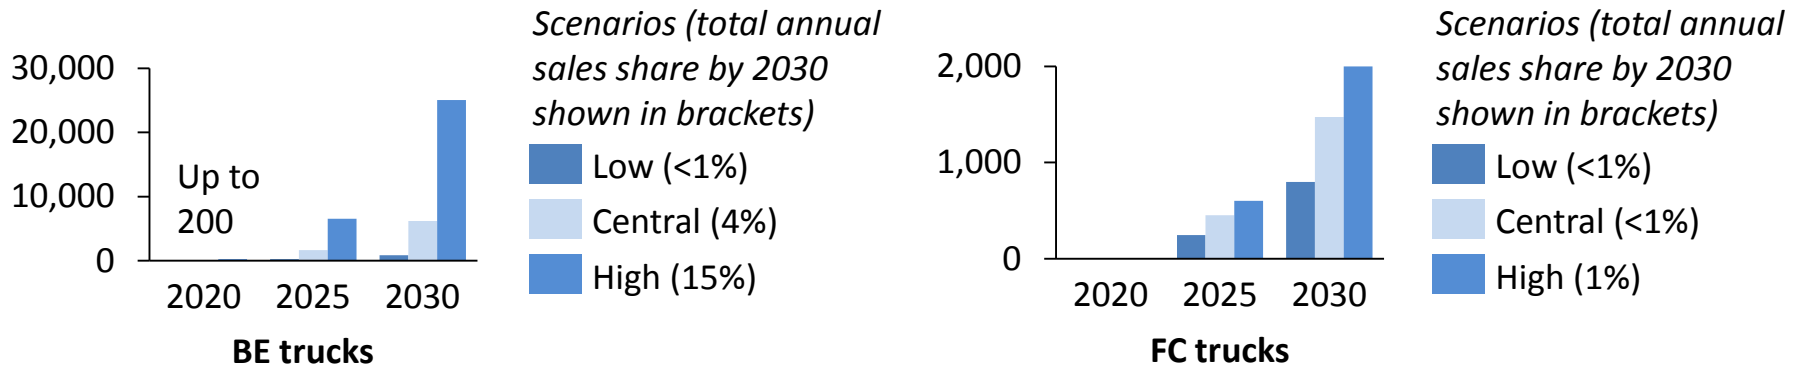 30,000
20,000
10,000
0
Up to
200
2020 2025 2030
BE trucks
Scenarios (total annual
sales share by 2030
shown in brackets)
Low (<1%)
Central (4%)
High (15%)
2,000
1,000
0
2020 2025 2030
FC trucks
Scenarios (total annual
sales share by 2030
shown in brackets)
Low (<1%)
Central (<1%)
High (1%)